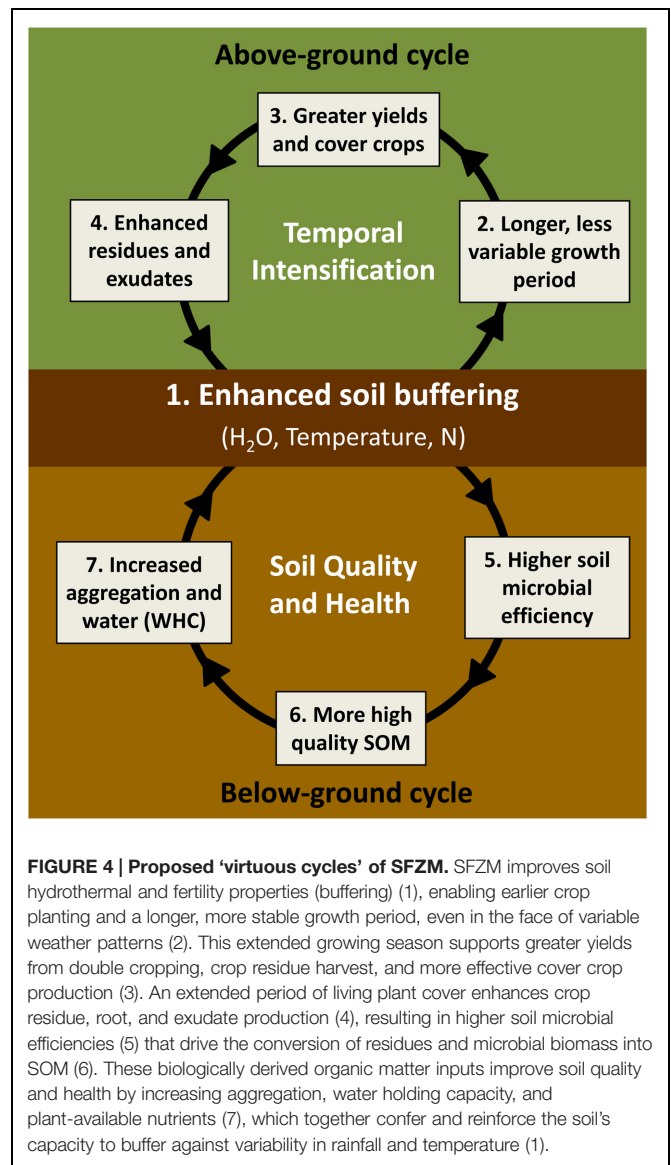 Above-ground cycle
3. Greater yields
and cover crops
4. Enhanced
residues and
exudates
Temporal
Intensification
2. Longer, less
variable growth
period
1. Enhanced soil buffering
(H₂O, Temperature, N)
7. Increased
aggregation and
water (WHC)
Soil Quality
and Health
5. Higher soil
microbial
efficiency
6. More high
quality SOM
Below-ground cycle
FIGURE 4 | Proposed ‘virtuous cycles’ of SFZM. SFZM improves soil
hydrothermal and fertility properties (buffering) (1), enabling earlier crop
planting and a longer, more stable growth period, even in the face of variable
weather patterns (2). This extended growing season supports greater yields
from double cropping, crop residue harvest, and more effective cover crop
production (3). An extended period of living plant cover enhances crop
residue, root, and exudate production (4), resulting in higher soil microbial
efficiencies (5) that drive the conversion of residues and microbial biomass into
SOM (6). These biologically derived organic matter inputs improve soil quality
and health by increasing aggregation, water holding capacity, and
plant-available nutrients (7), which together confer and reinforce the soil’s
capacity to buffer against variability in rainfall and temperature (1).